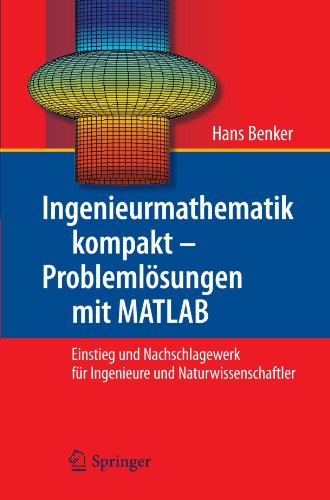 Hans Benker
Ingenieurmathematik
kompakt –
Problemlösungen
mit MATLAB
Einstieg und Nachschlagewerk
für Ingenieure und Naturwissenschaftler
Springer